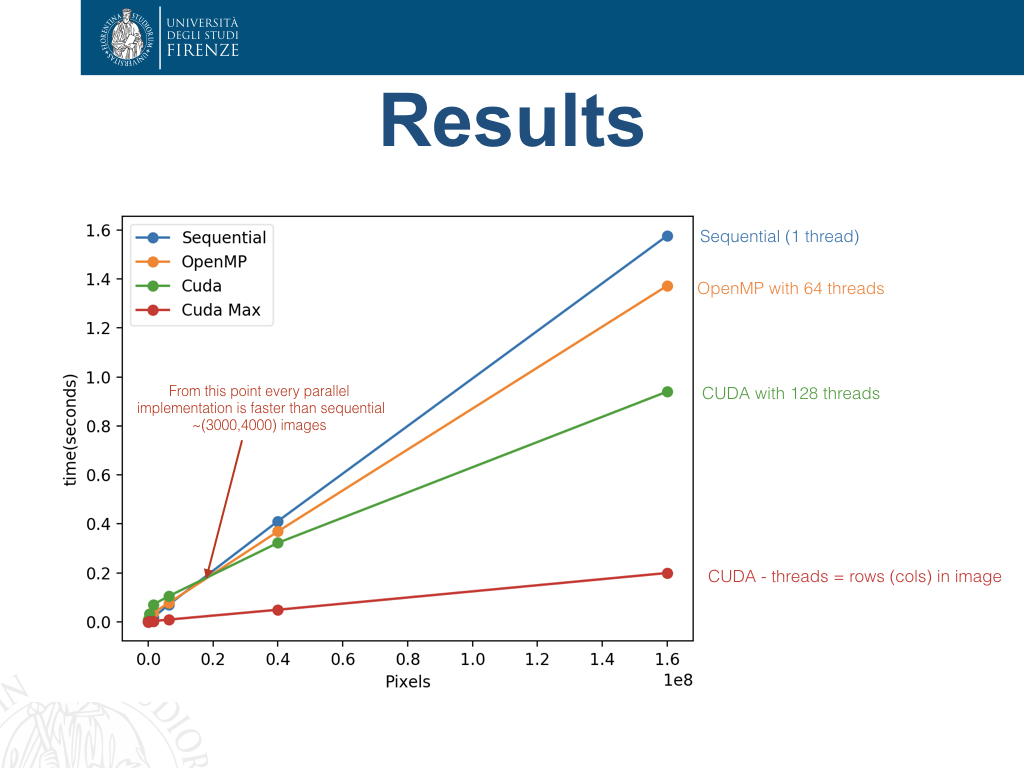 UNIVERSITÀ
DEGLI STUDI
FIRENZE
Results
Sequential
OpenMP
Cuda
Cuda Max
1.6
1.4
1.2
1.0
0.8
0.6
0.4
0.2
0.0
time(seconds)
From this point every parallel
implementation is faster than sequential
~(3000,4000) images
Sequential (1 thread)
OpenMP with 64 threads
CUDA with 128 threads
CUDA - threads = rows (cols) in image
0.0 0.2 0.4 0.6 0.8 1.0 1.2 1.4 1.6
1e8
Pixels